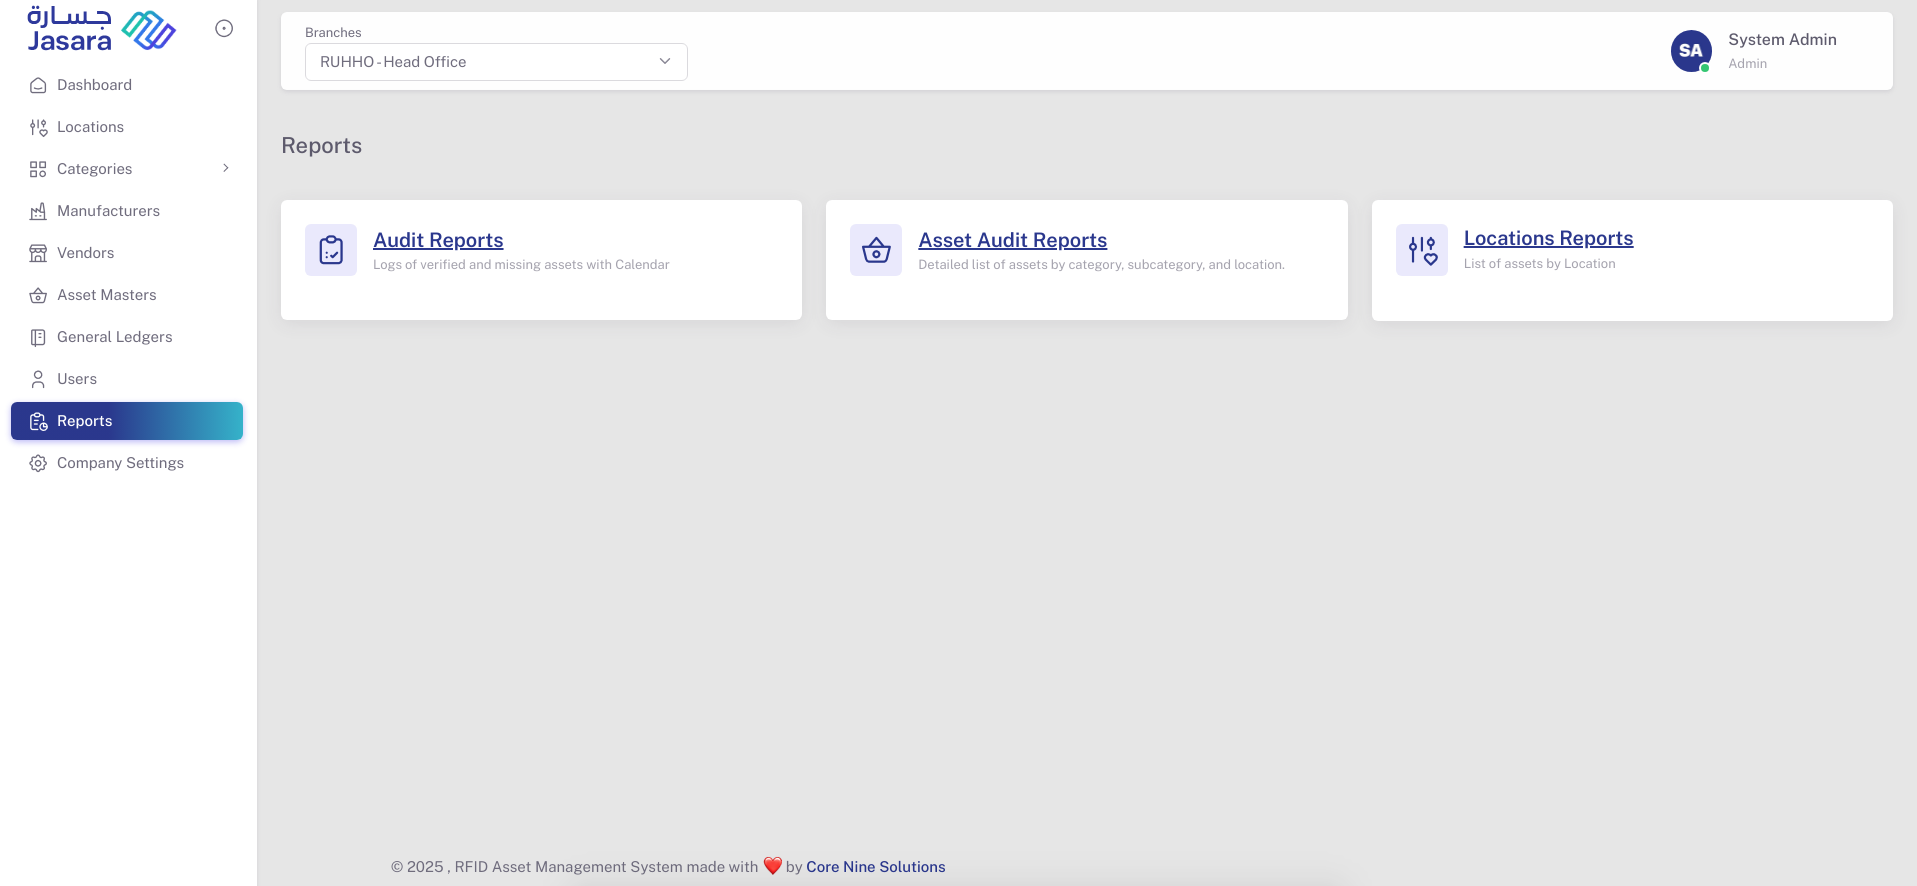 جسارة
Jasara
Dashboard
Locations
Categories
Manufacturers
Vendors
Asset Masters
General Ledgers
Users
Reports
Company Settings
Branches
RUHHO - Head Office
SA
System Admin
Admin
Reports
Audit Reports
Logs of verified and missing assets with Calendar
Asset Audit Reports
Detailed list of assets by category, subcategory, and location.
Locations Reports
List of assets by Location
© 2025 , RFID Asset Management System made with ❤️ by Core Nine Solutions